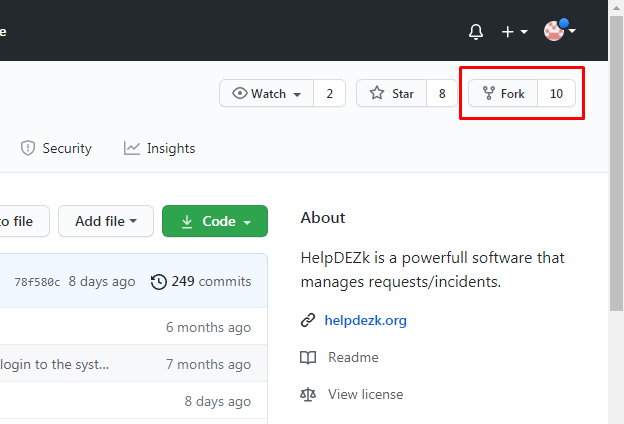 e
Watch 2 Star 8 Fork 10
Security Insights
to file Add file Code
About
HelpDEZk is a powerfull software that
manages requests/incidents.
78f580c 8 days ago 249 commits
6 months ago
login to the syst... 7 months ago
8 days ago
helpdezk.org
Readme
View license